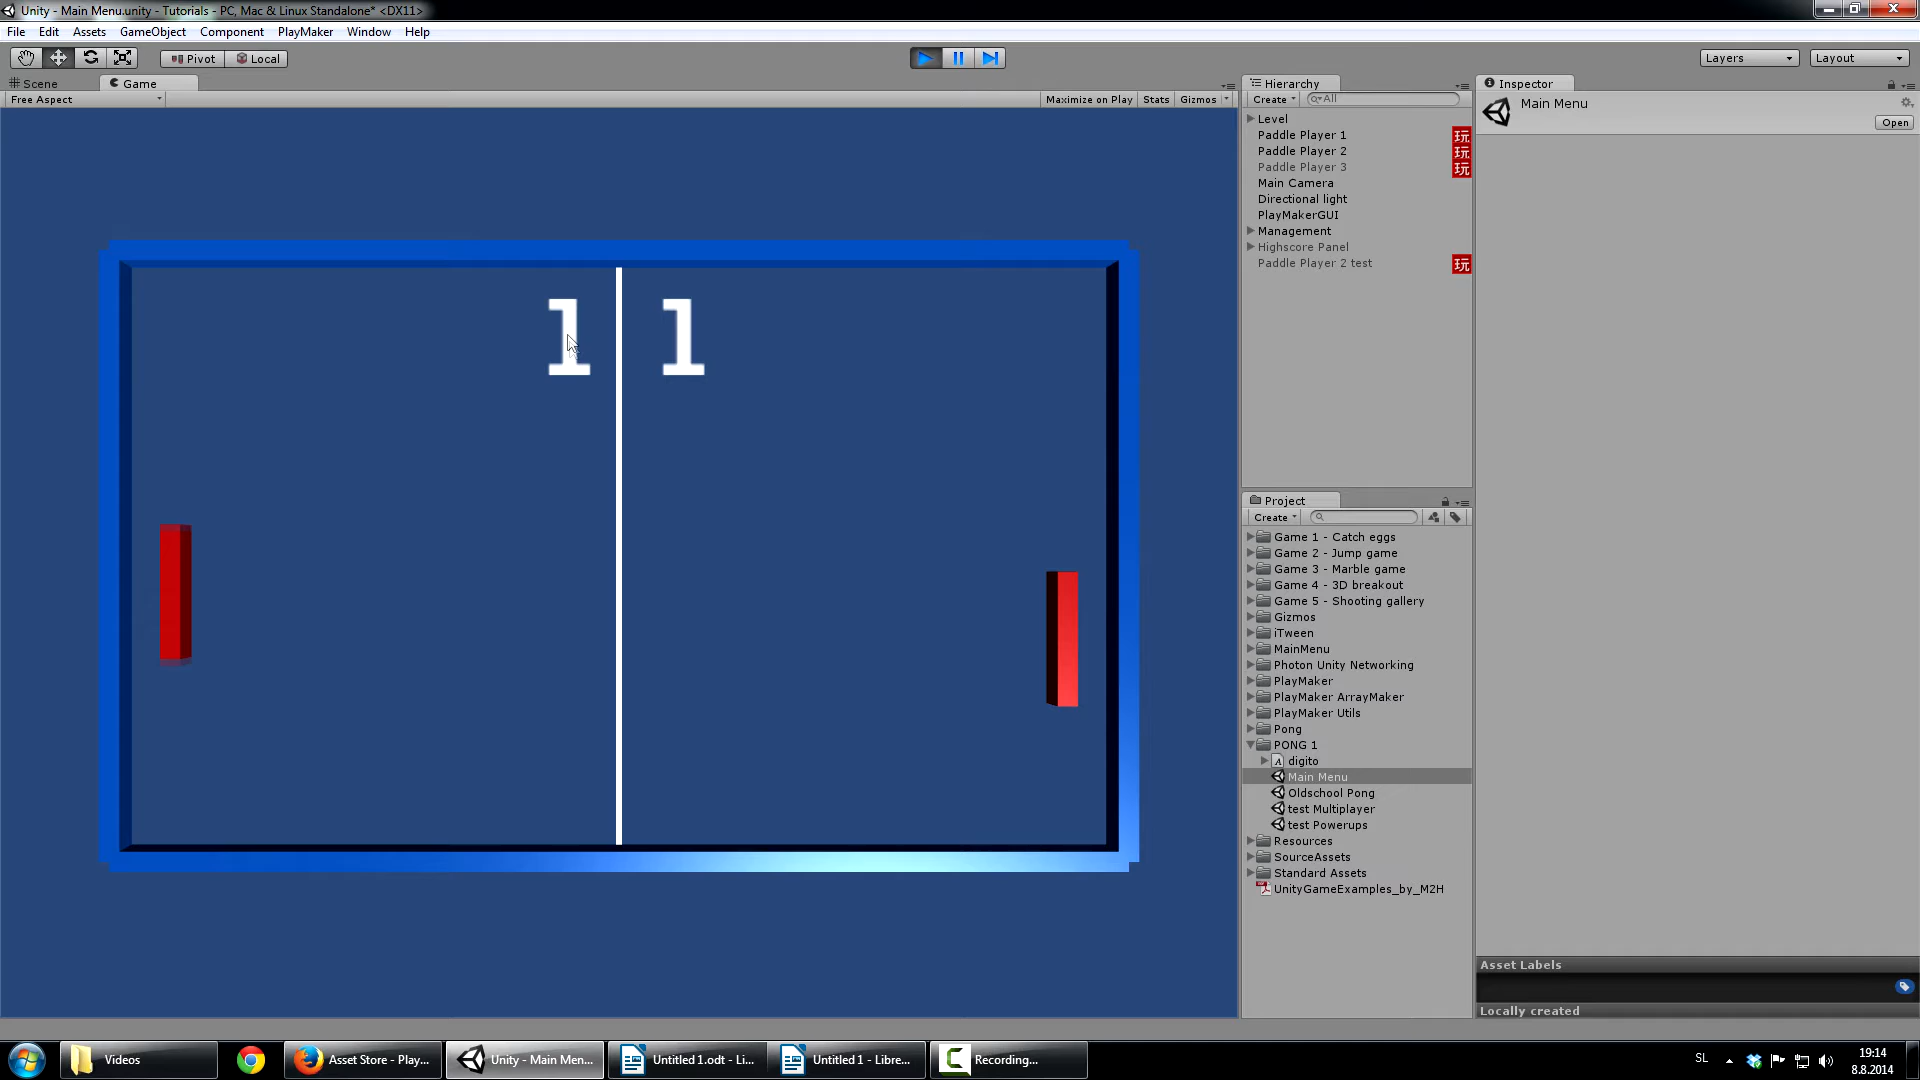 Unity - Main Menu.unity - Tutorials - PC, Mac & Linux Standalone* <DX11>
File Edit Assets GameObject Component PlayMaker Window Help
Pivot Local Layers Layout
Scene Game
Free Aspect Maximize on Play Stats Gizmos
1 1
Hierarchy
Create All
Level
Paddle Player 1 玩
Paddle Player 2 玩
Paddle Player 3 玩
Main Camera
Directional light
PlayMakerGUI
Management
Highscore Panel
Paddle Player 2 test 玩
Project
Create
Game 1 - Catch eggs
Game 2 - Jump game
Game 3 - Marble game
Game 4 - 3D breakout
Game 5 - Shooting gallery
Gizmos
iTween
MainMenu
Photon Unity Networking
PlayMaker
PlayMaker ArrayMaker
PlayMaker Utils
Pong
PONG 1
digito
Main Menu
Oldschool Pong
test Multiplayer
test Powerups
Resources
SourceAssets
Standard Assets
UnityGameExamples_by_M2H
Inspector
Main Menu
Open
Asset Labels
Locally created
Videos
Asset Store - Play...
Unity - Main Men...
Untitled 1.odt - Li...
Untitled 1 - Libre...
Recording...
SL
19:14
8.8.2014